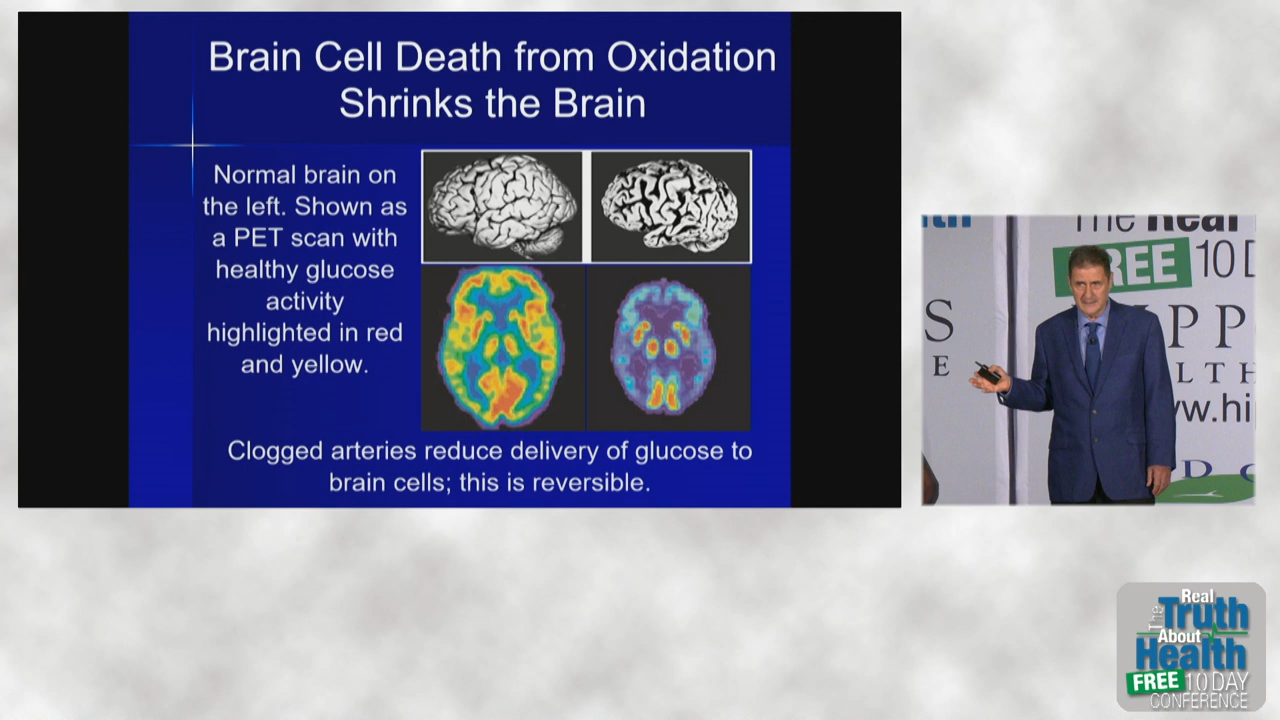 Brain Cell Death from Oxidation
Shrinks the Brain
Normal brain on
the left. Shown as
a PET scan with
healthy glucose
activity
highlighted in red
and yellow.
Clogged arteries reduce delivery of glucose to
brain cells; this is reversible.
The Real
FREE 10 D
S
PP
E
LTH
w.hi
D
The Real
Truth
About
Health
FREE 10 DAY
CONFERENCE